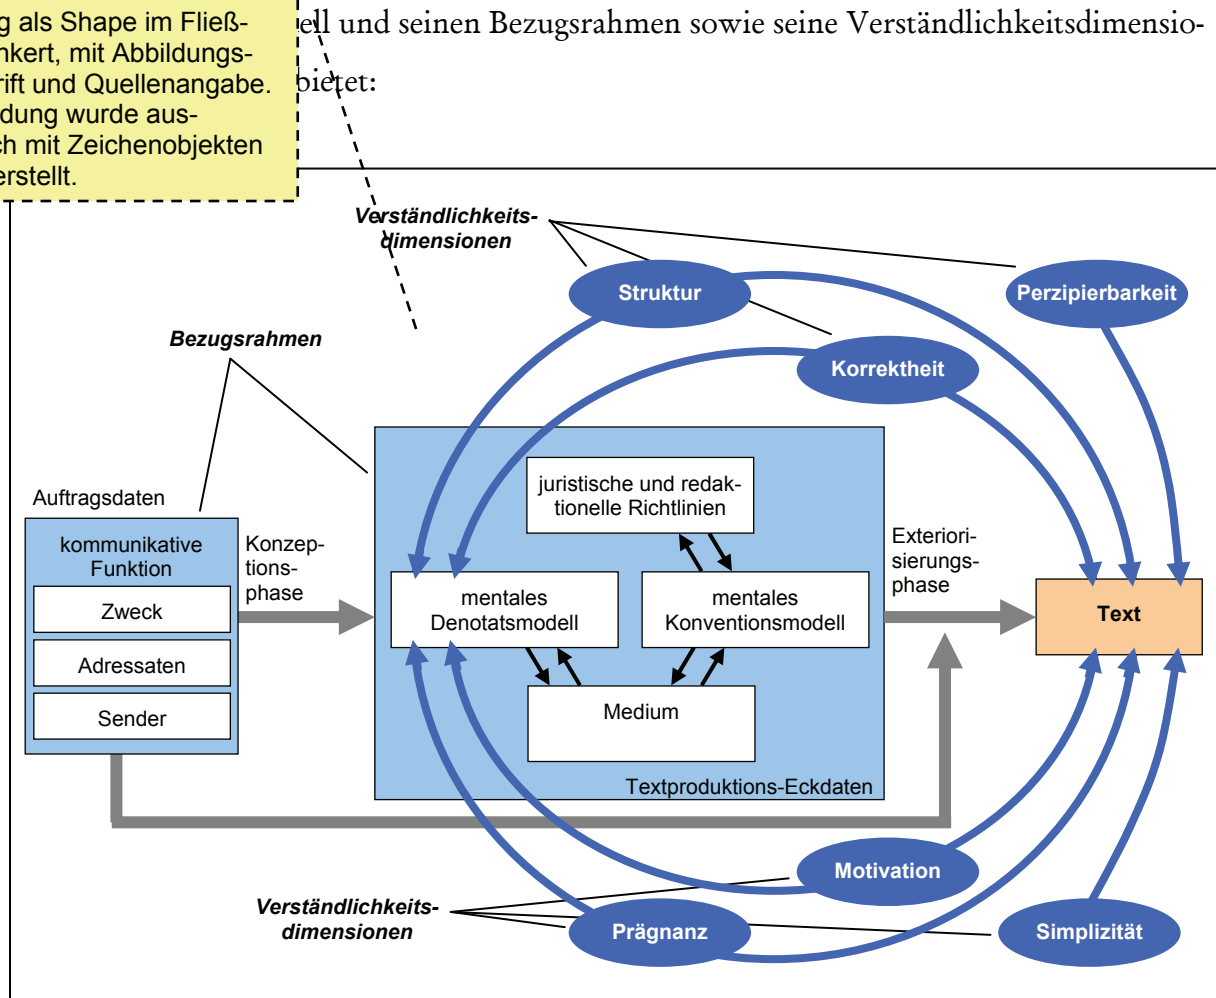 g als Shape im Fließ-
nkert, mit Abbildungs-
rift und Quellenangabe.
dung wurde aus-
ch mit Zeichenobjekten
erstellt.
ell und seinen Bezugsrahmen sowie seine Verständlichkeitsdimensio-
bietet:
Verständlichkeits-
dimensionen
Struktur
Perzipierbarkeit
Bezugsrahmen
Korrektheit
Auftragsdaten
kommunikative
Funktion
Zweck
Adressaten
Sender
Konzep-
tions-
phase
juristische und redak-
tionelle Richtlinien
mentales
Denotatsmodell
mentales
Konventionsmodell
Medium
Textproduktions-Eckdaten
Exteriori-
sierungs-
phase
Text
Motivation
Verständlichkeits-
dimensionen
Prägnanz
Simplizität